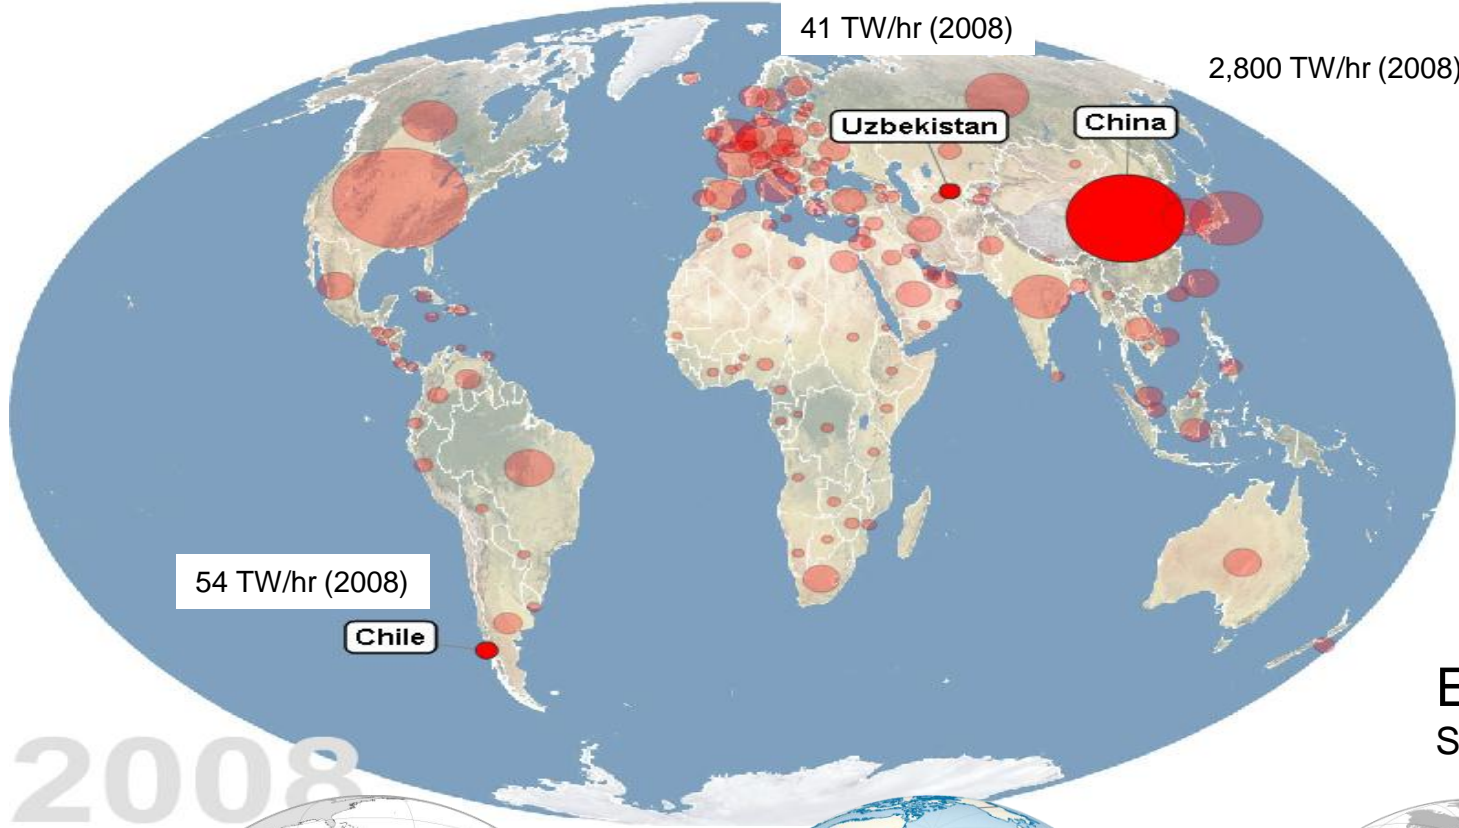 41 TW/hr (2008)
2,800 TW/hr (2008)
Uzbekistan
China
54 TW/hr (2008)
Chile
2008